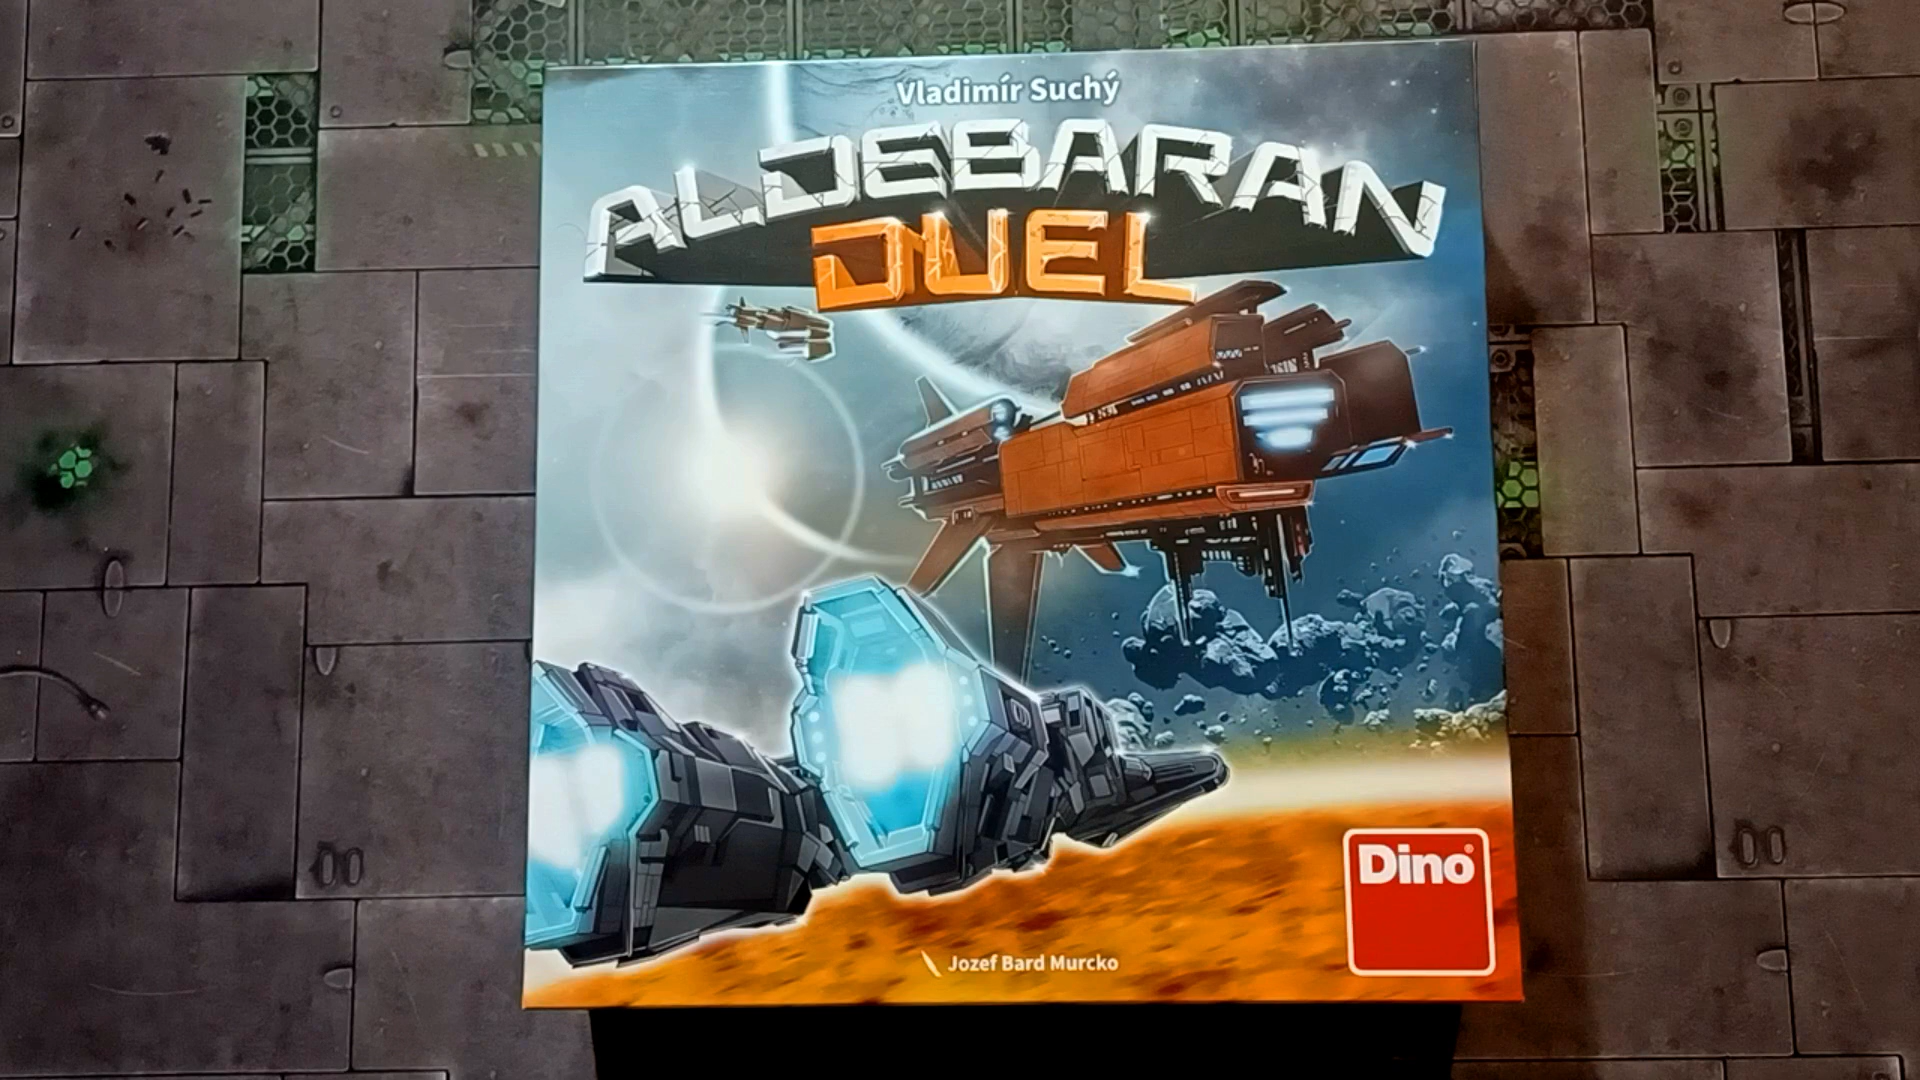 Vladimír Suchý
ALDEBARAN
DUEL
Dino®
Jozef Bard Murcko